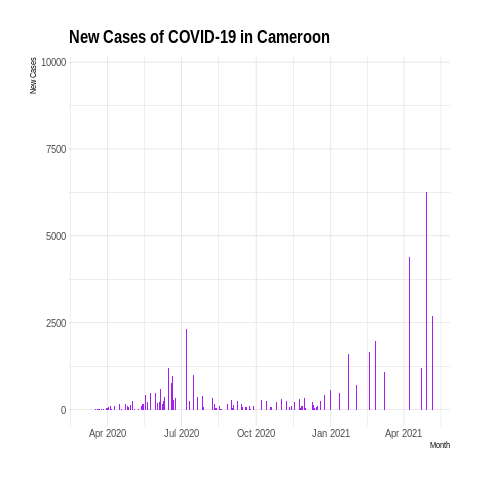 New Cases of COVID-19 in Cameroon
New Cases
10000
7500
5000
2500
0
Apr 2020
Jul 2020
Oct 2020
Jan 2021
Apr 2021
Month